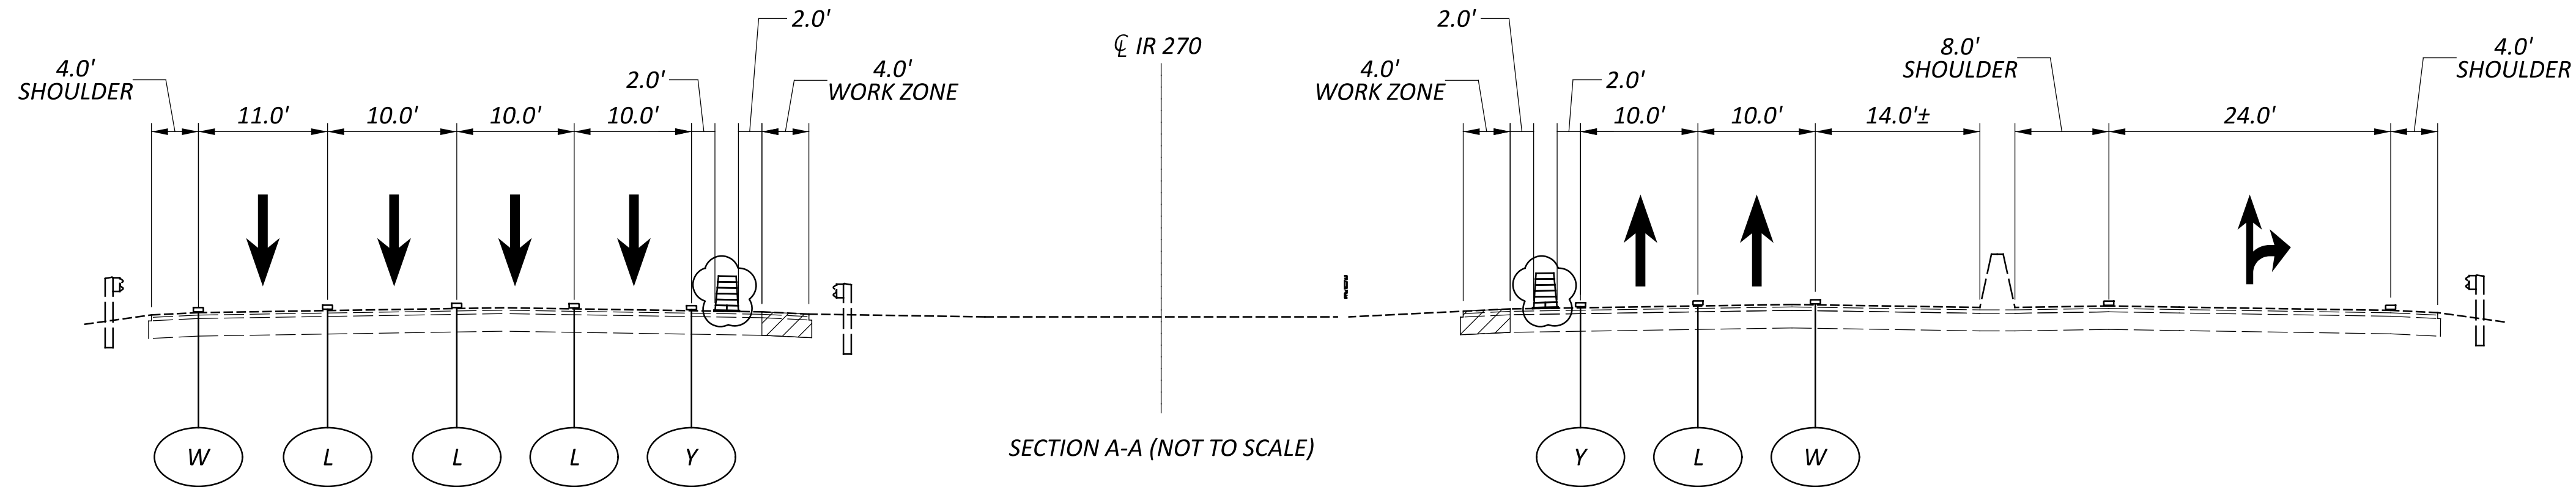 2.0'
4.0'
SHOULDER
2.0'
4.0'
WORK ZONE
11.0'
10.0'
10.0'
10.0'
℄ IR 270
2.0'
4.0'
WORK ZONE
2.0'
8.0'
SHOULDER
4.0'
SHOULDER
10.0'
10.0'
14.0'±
24.0'
SECTION A-A (NOT TO SCALE)
W
L
L
L
Y
Y
L
W